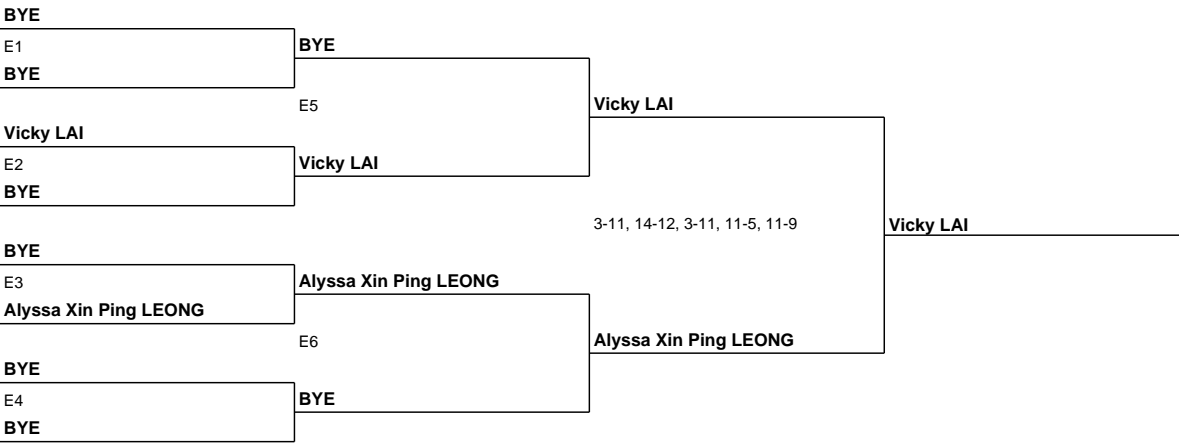 BYE
E1
BYE
BYE
E5
Vicky LAI
Vicky LAI
E2
Vicky LAI
BYE
3-11, 14-12, 3-11, 11-5, 11-9
Vicky LAI
BYE
E3
Alyssa Xin Ping LEONG
Alyssa Xin Ping LEONG
E6
Alyssa Xin Ping LEONG
BYE
E4
BYE
BYE